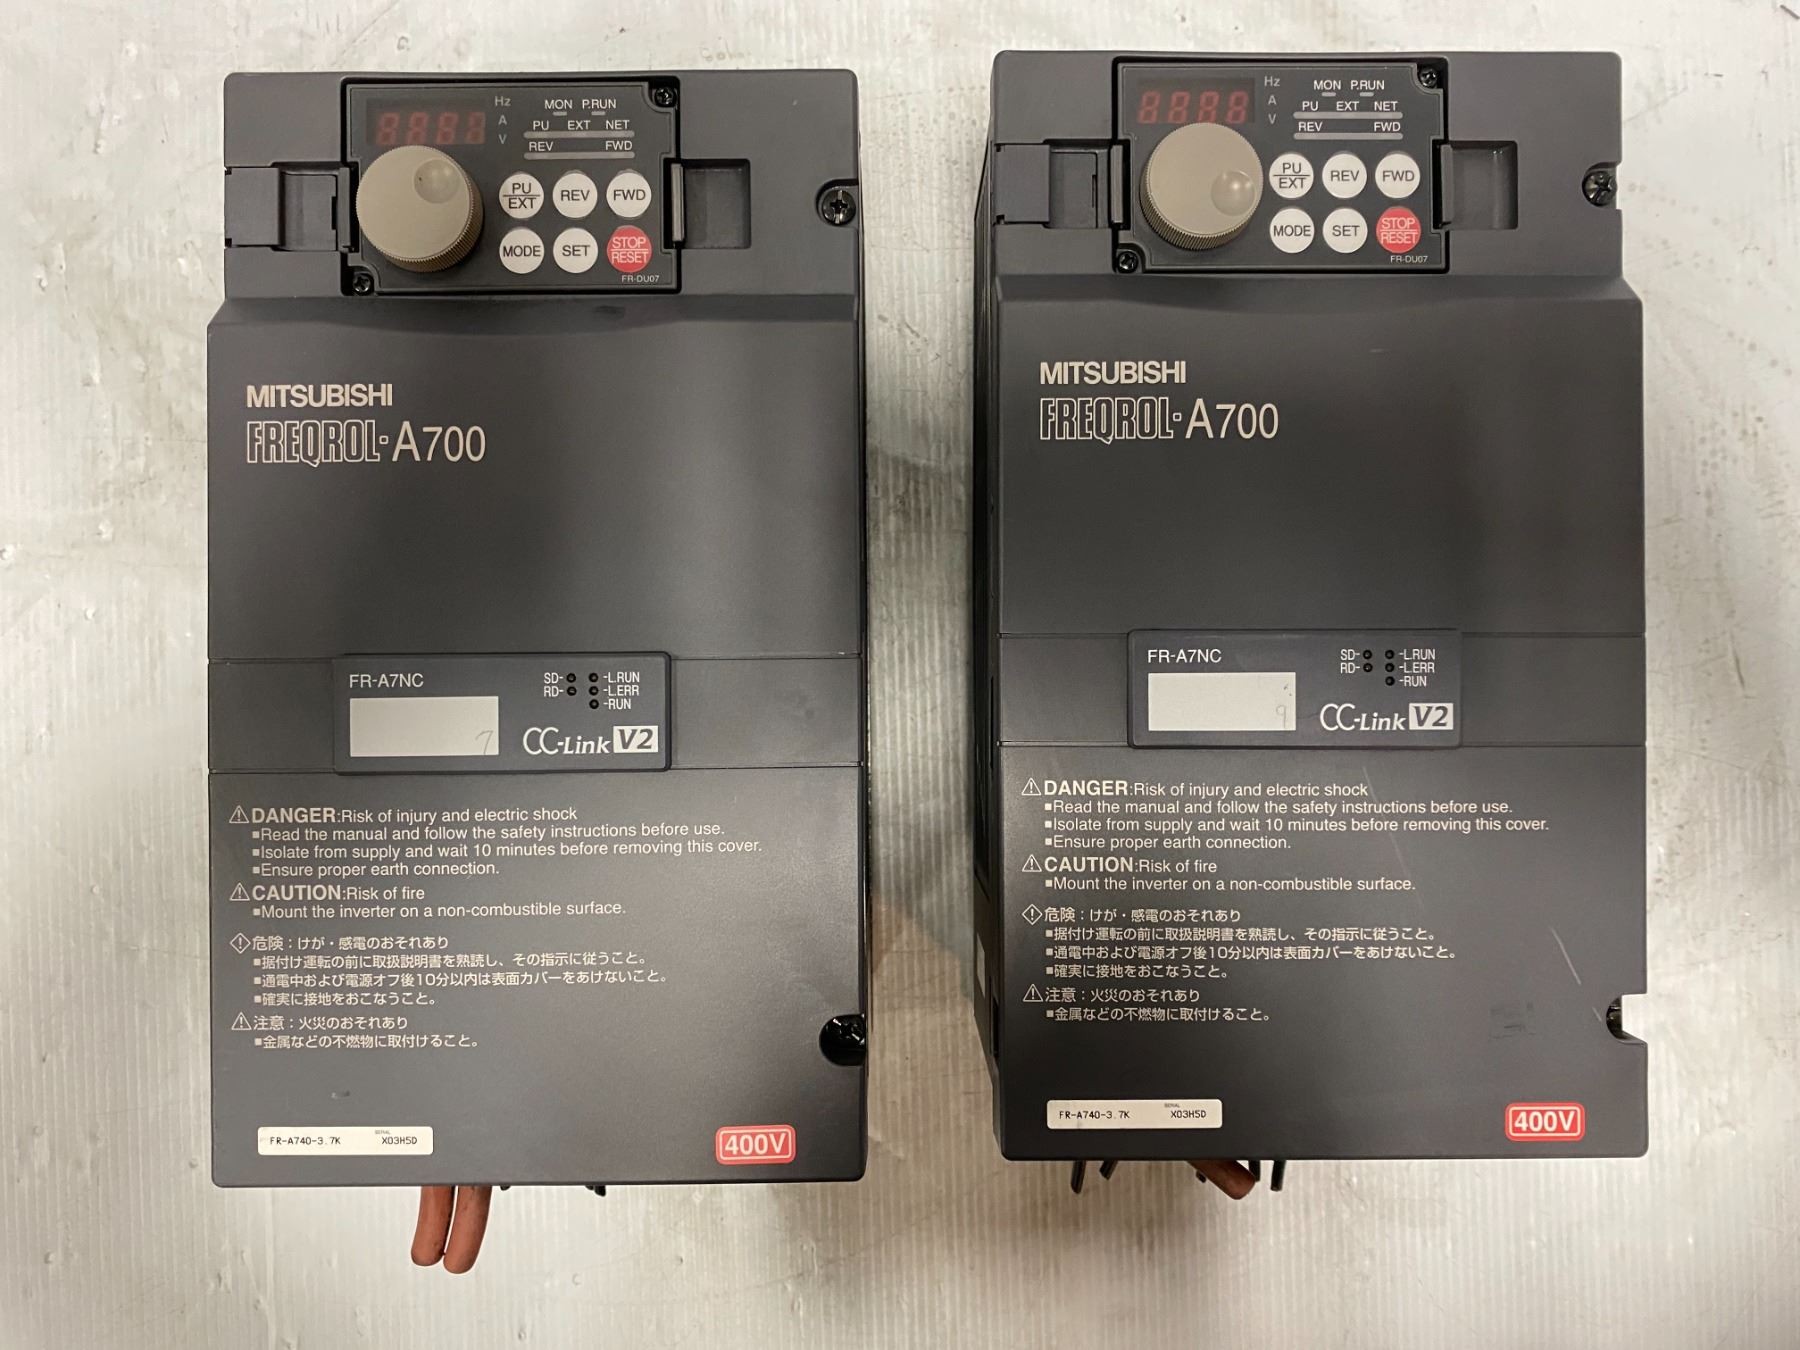 Hz
A
V
MON P.RUN
PU EXT NET
REV FWD
PU
EXT
REV
FWD
MODE
SET
STOP
RESET
FR-DU07
MITSUBISHI
FREQROL-A700
FR-A7NC
SD- -L.RUN
RD- -L.ERR
-RUN
7
CC-Link V2
DANGER:Risk of injury and electric shock
Read the manual and follow the safety instructions before use.
Isolate from supply and wait 10 minutes before removing this cover.
Ensure proper earth connection.
CAUTION:Risk of fire
Mount the inverter on a non-combustible surface.
危険：けが・感電のおそれあり
据付け運転の前に取扱説明書を熟読し、その指示に従うこと。
通電中および電源オフ後10分以内は表面カバーをあけないこと。
確実に接地をおこなうこと。
注意：火災のおそれあり
金属などの不燃物に取付けること。
FR-A740-3.7K SERIAL X03H5D
400V
Hz
A
V
MON P.RUN
PU EXT NET
REV FWD
PU
EXT
REV
FWD
MODE
SET
STOP
RESET
FR-DU07
MITSUBISHI
FREQROL-A700
FR-A7NC
SD- -L.RUN
RD- -L.ERR
-RUN
9
CC-Link V2
DANGER:Risk of injury and electric shock
Read the manual and follow the safety instructions before use.
Isolate from supply and wait 10 minutes before removing this cover.
Ensure proper earth connection.
CAUTION:Risk of fire
Mount the inverter on a non-combustible surface.
危険：けが・感電のおそれあり
据付け運転の前に取扱説明書を熟読し、その指示に従うこと。
通電中および電源オフ後10分以内は表面カバーをあけないこと。
確実に接地をおこなうこと。
注意：火災のおそれあり
金属などの不燃物に取付けること。
FR-A740-3.7K SERIAL X03H5D
400V